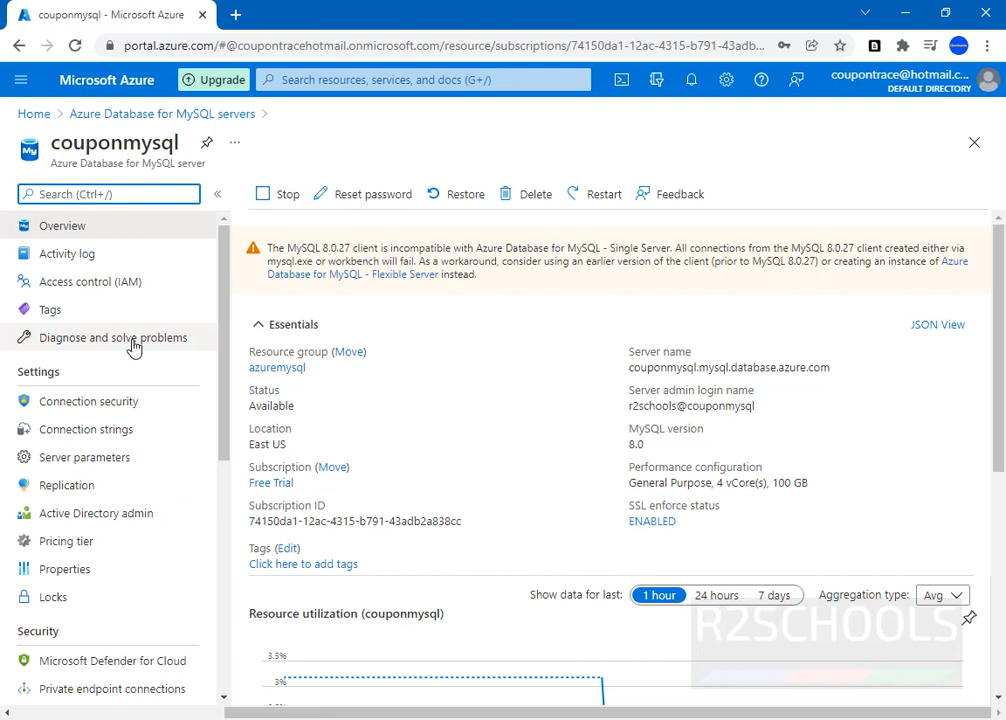 couponmysql - Microsoft Azure
portal.azure.com/#@coupontracehotmail.onmicrosoft.com/resource/subscriptions/74150da1-12ac-4315-b791-43adb...
Microsoft Azure
Upgrade
Search resources, services, and docs (G+/)
coupontrace@hotmail.c...
DEFAULT DIRECTORY
Home > Azure Database for MySQL servers >
couponmysql
Azure Database for MySQL server
Search (Ctrl+/)
Stop
Reset password
Restore
Delete
Restart
Feedback
Overview
Activity log
Access control (IAM)
Tags
Diagnose and solve problems
Settings
Connection security
Connection strings
Server parameters
Replication
Active Directory admin
Pricing tier
Properties
Locks
Security
Microsoft Defender for Cloud
Private endpoint connections
The MySQL 8.0.27 client is incompatible with Azure Database for MySQL - Single Server. All connections from the MySQL 8.0.27 client created either via
mysql.exe or workbench will fail. As a workaround, consider using an earlier version of the client (prior to MySQL 8.0.27) or creating an instance of Azure
Database for MySQL - Flexible Server instead.
Essentials
JSON View
Resource group (Move)
azuremysql
Status
Available
Location
East US
Subscription (Move)
Free Trial
Subscription ID
74150da1-12ac-4315-b791-43adb2a838cc
Tags (Edit)
Click here to add tags
Server name
couponmysql.mysql.database.azure.com
Server admin login name
r2schools@couponmysql
MySQL version
8.0
Performance configuration
General Purpose, 4 vCore(s), 100 GB
SSL enforce status
ENABLED
Show data for last:
1 hour
24 hours
7 days
Aggregation type:
Avg
Resource utilization (couponmysql)
R2SCHOOLS
3.5%
3%